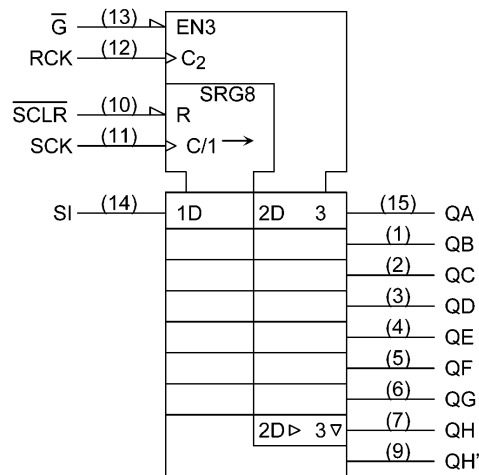 G̅ (13) EN3
RCK (12) C₂
SRG8
S̅C̅L̅R̅ (10) R
SCK (11) C/1 →
SI (14) 1D 2D 3 (15) QA
(1) QB
(2) QC
(3) QD
(4) QE
(5) QF
(6) QG
2D ▷ 3 ▽ (7) QH
(9) QH'